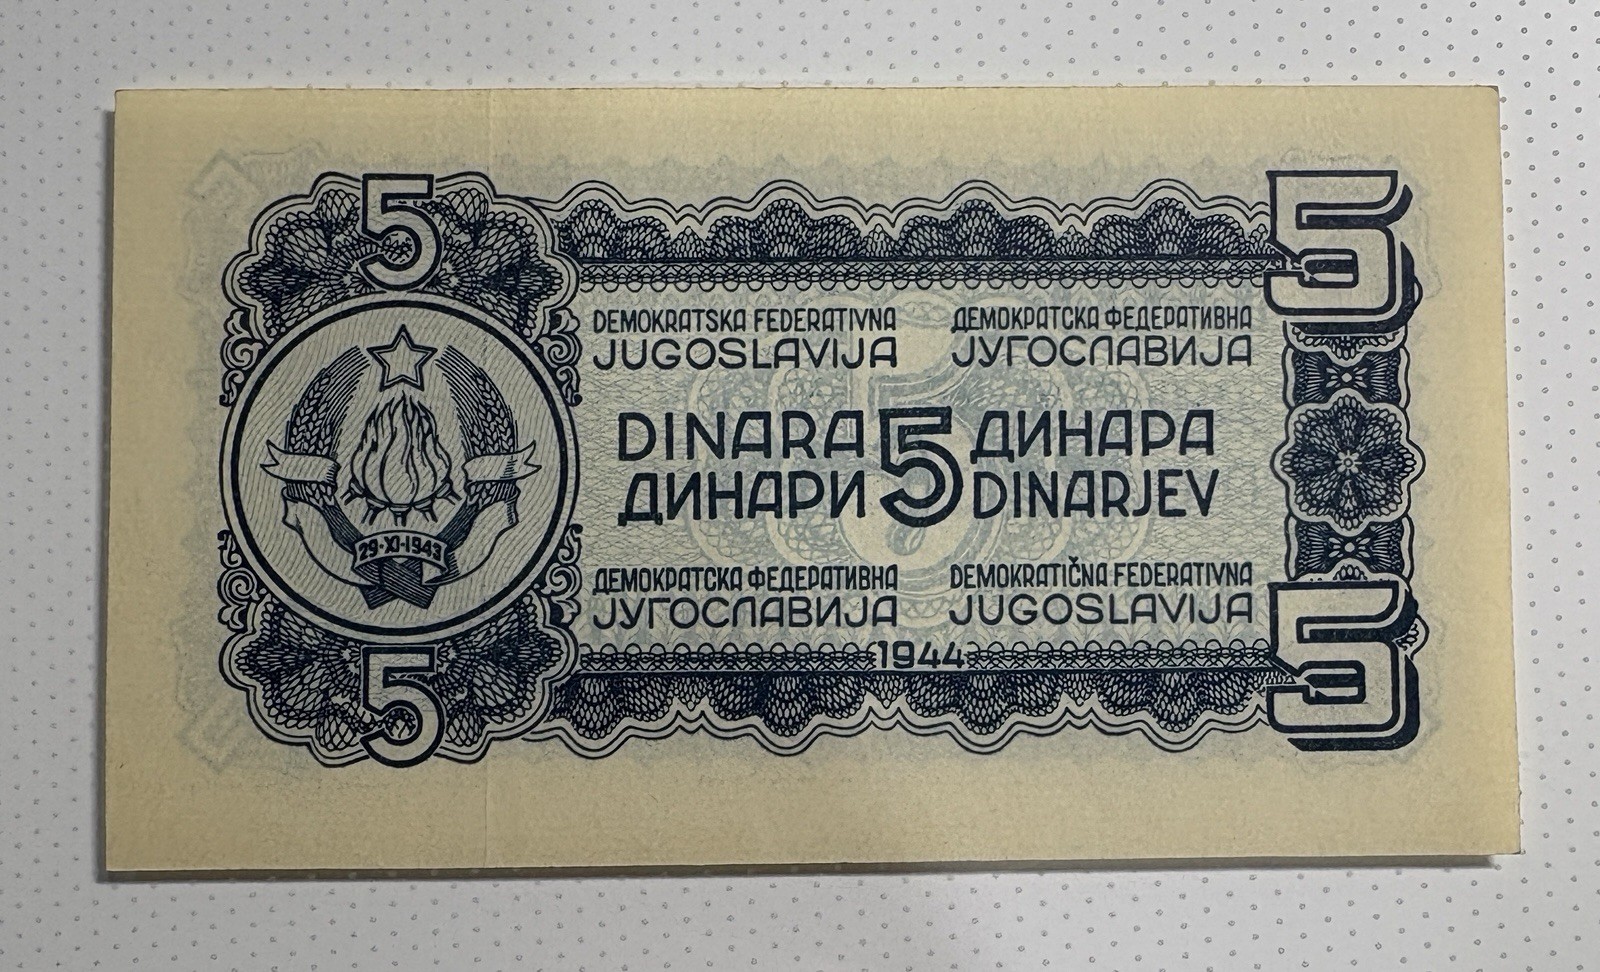 5
5
DEMOKRATSKA FEDERATIVNA
JUGOSLAVIJA
ДЕМОКРАТСКА ФЕДЕРАТИВНА
ЈУГОСЛАВИЈА
DINARA 5 ДИНАРА
ДИНАРИ DINARJEV
29·XI·1943
ДЕМОКРАТСКА ФЕДЕРАТИВНА
ЈУГОСЛАВИЈА
DEMOKRATIČNA FEDERATIVNA
JUGOSLAVIJA
1944
5
5